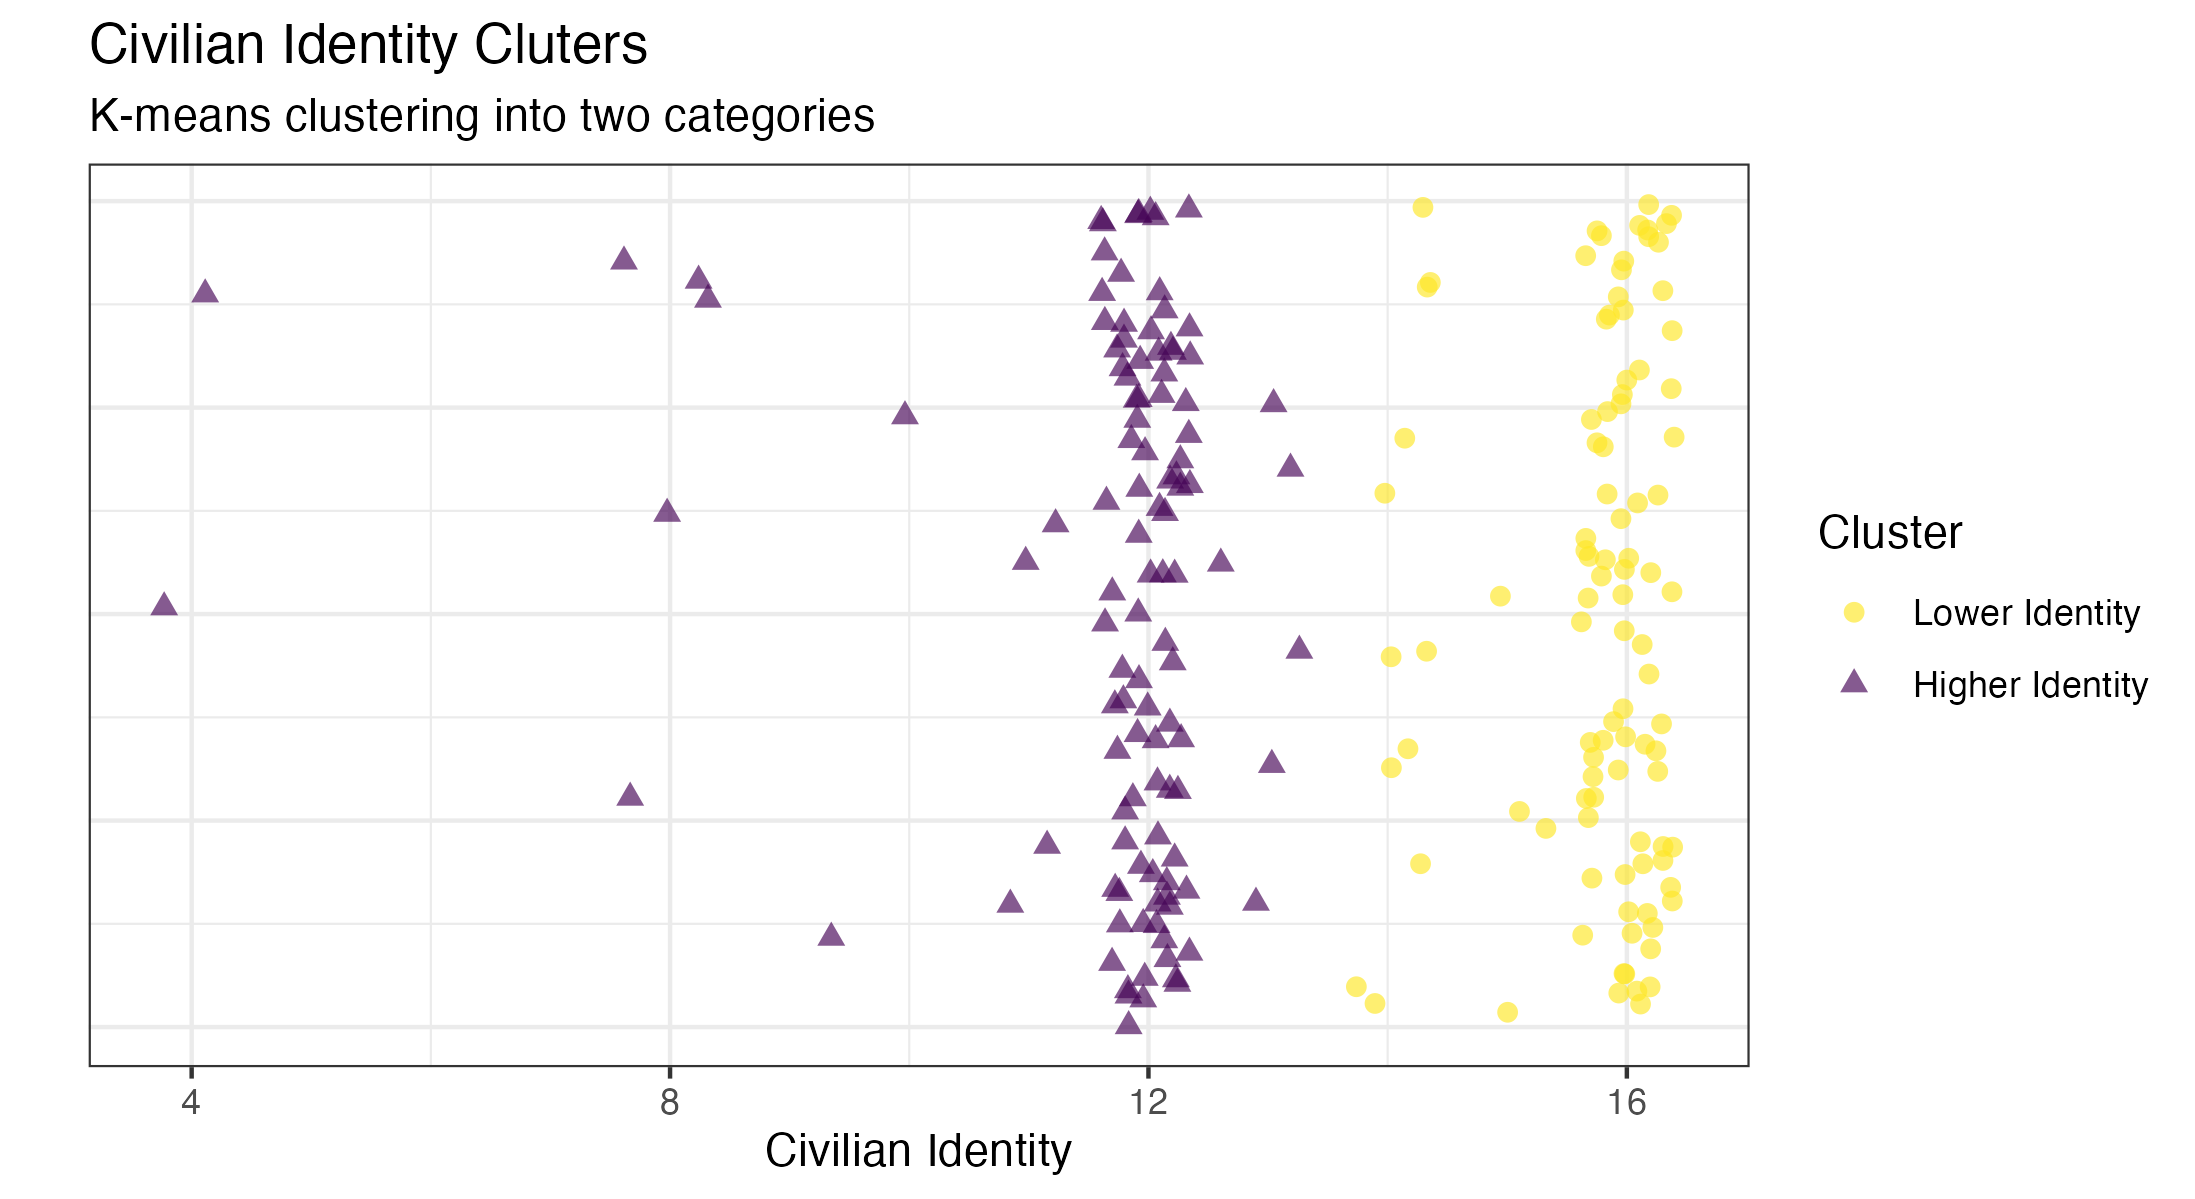 Civilian Identity Cluters
K-means clustering into two categories
Cluster
Lower Identity
Higher Identity
4 8 12 16
Civilian Identity